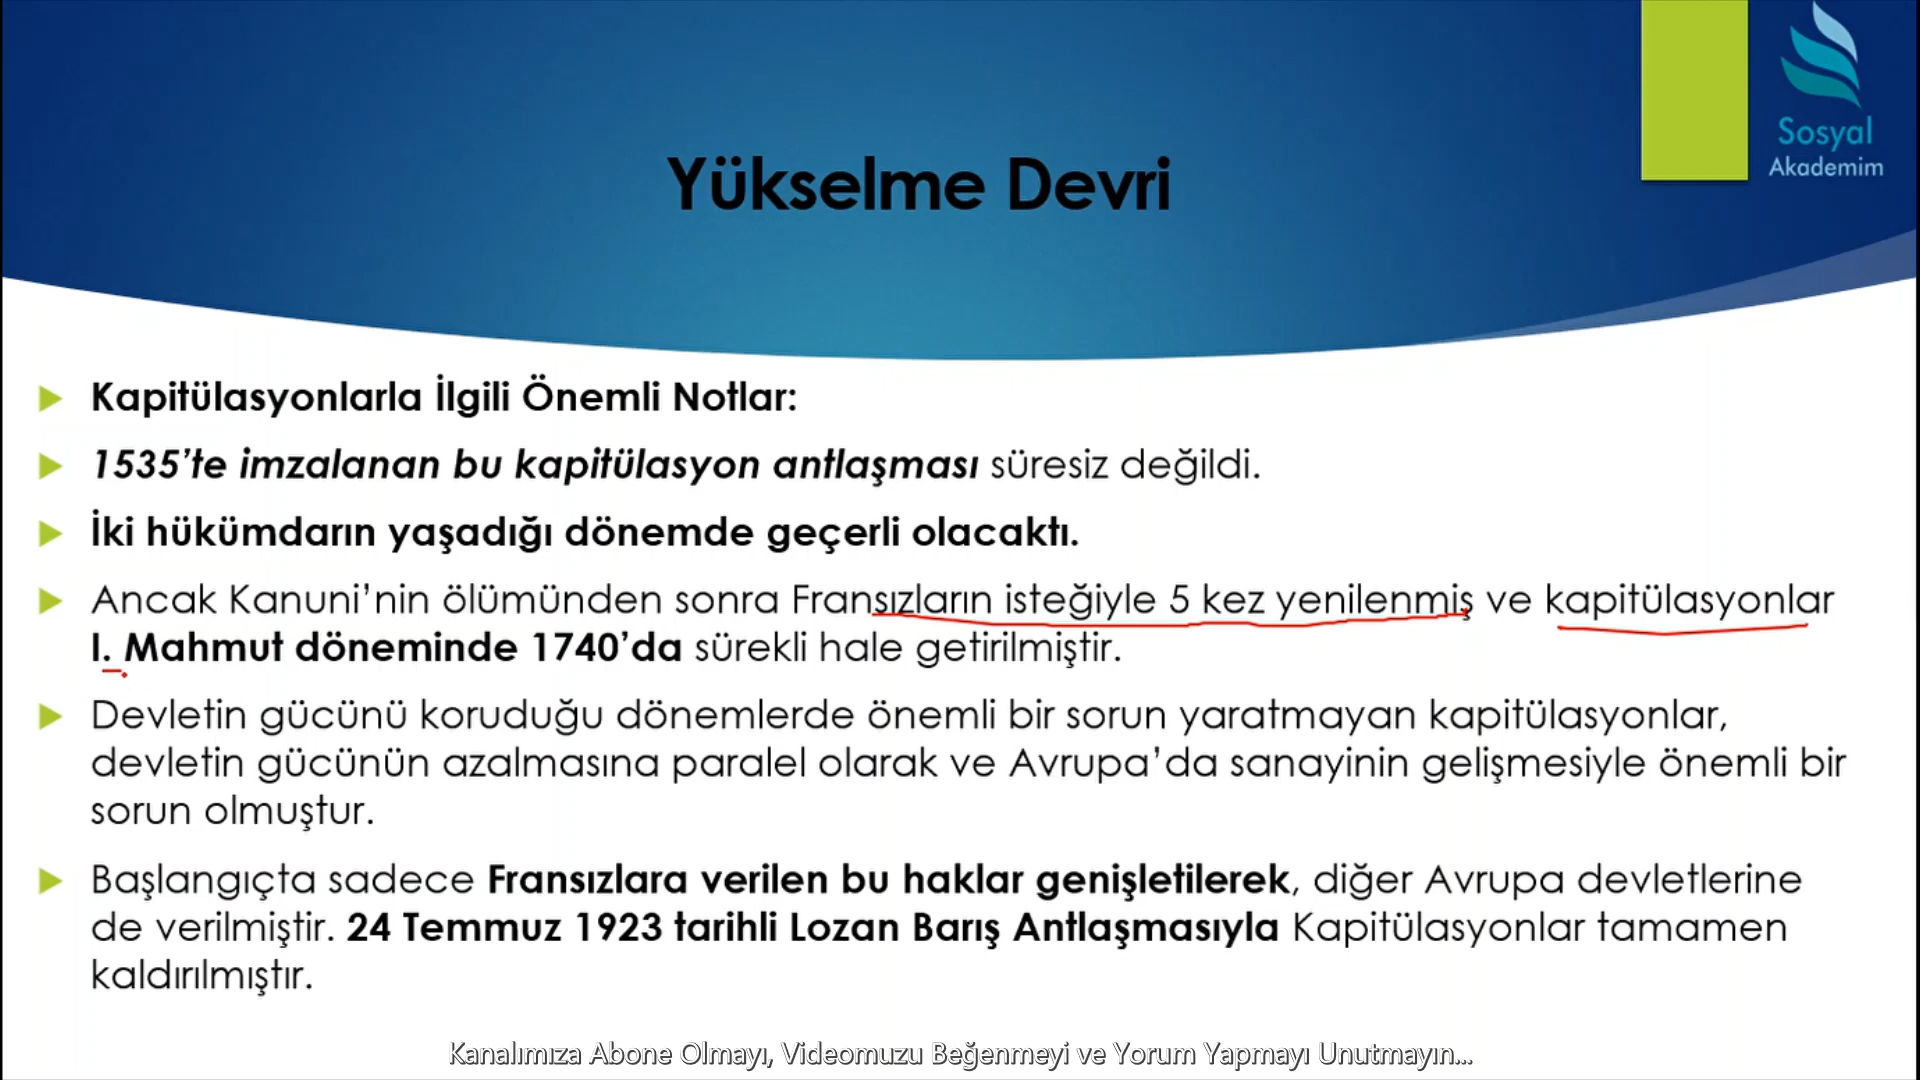 Sosyal
Akademim
Yükselme Devri
Kapitülasyonlarla İlgili Önemli Notlar:
1535’te imzalanan bu kapitülasyon antlaşması süresiz değildi.
İki hükümdarın yaşadığı dönemde geçerli olacaktı.
Ancak Kanuni’nin ölümünden sonra Fransızların isteğiyle 5 kez yenilenmiş ve kapitülasyonlar
I. Mahmut döneminde 1740’da sürekli hale getirilmiştir.
Devletin gücünü koruduğu dönemlerde önemli bir sorun yaratmayan kapitülasyonlar,
devletin gücünün azalmasına paralel olarak ve Avrupa’da sanayinin gelişmesiyle önemli bir
sorun olmuştur.
Başlangıçta sadece Fransızlara verilen bu haklar genişletilerek, diğer Avrupa devletlerine
de verilmiştir. 24 Temmuz 1923 tarihli Lozan Barış Antlaşmasıyla Kapitülasyonlar tamamen
kaldırılmıştır.
Kanalımıza Abone Olmayı, Videomuzu Beğenmeyi ve Yorum Yapmayı Unutmayın...